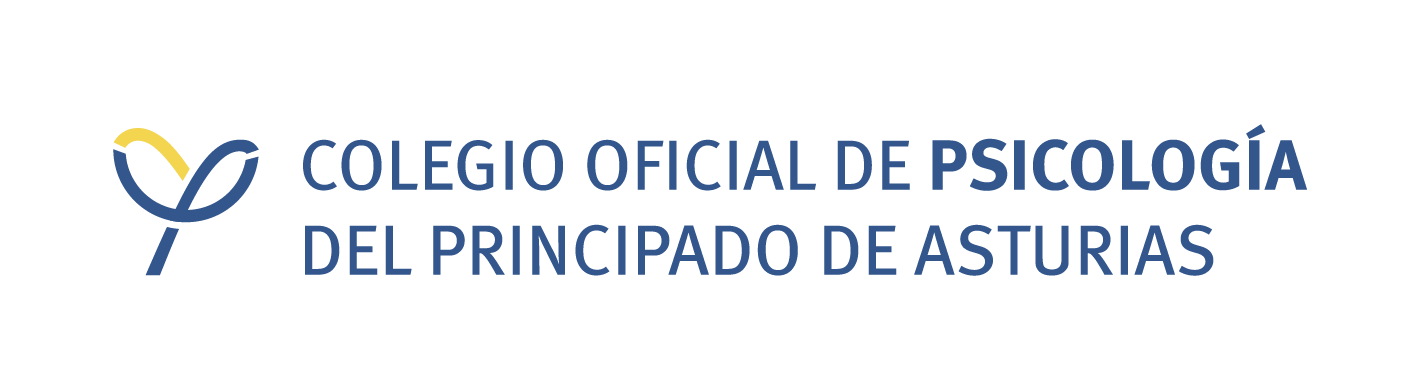 COLEGIO OFICIAL DE PSICOLOGÍA
DEL PRINCIPADO DE ASTURIAS